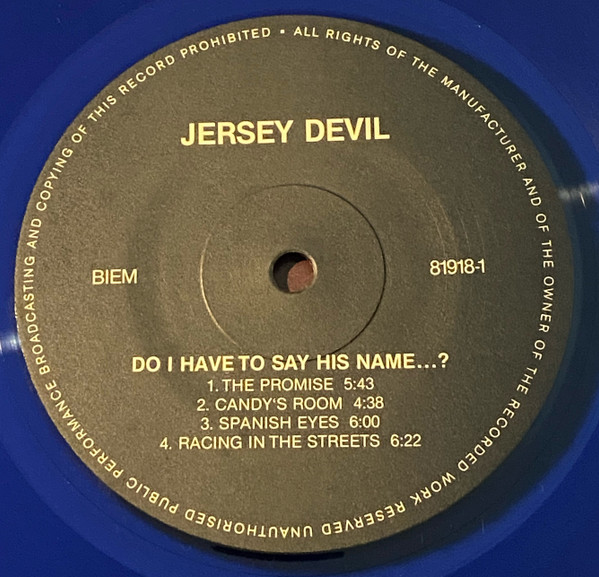 ALL RIGHTS OF THE MANUFACTURER AND OF THE OWNER OF THE RECORDED WORK RESERVED UNAUTHORISED PUBLIC PERFORMANCE BROADCASTING AND COPYING OF THIS RECORD PROHIBITED •
JERSEY DEVIL
BIEM
81918-1
DO I HAVE TO SAY HIS NAME...?
1. THE PROMISE 5:43
2. CANDY'S ROOM 4:38
3. SPANISH EYES 6:00
4. RACING IN THE STREETS 6:22